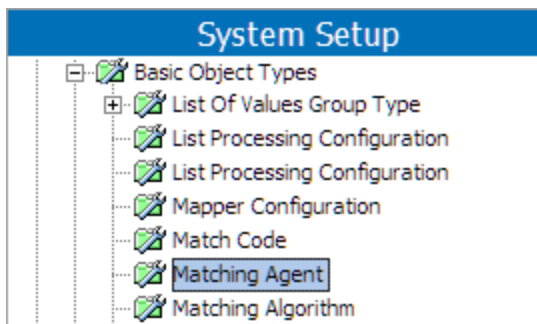 System Setup
Basic Object Types
List Of Values Group Type
List Processing Configuration
List Processing Configuration
Mapper Configuration
Match Code
Matching Agent
Matching Algorithm